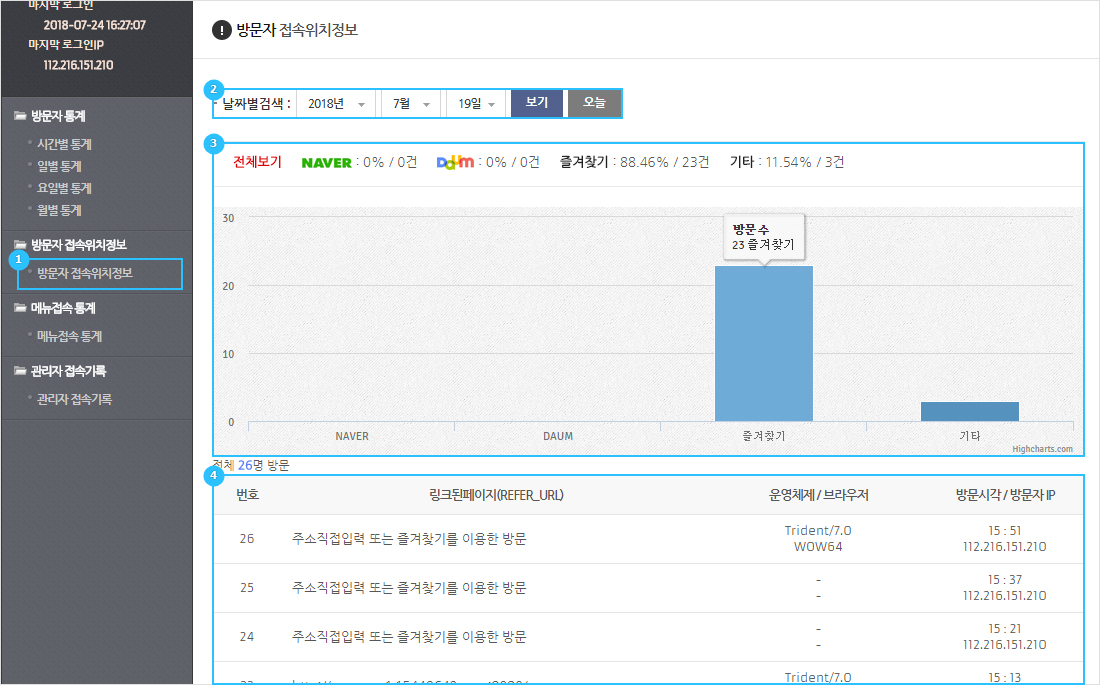 마지막 로그인
2018-07-24 16:27:07
마지막 로그인IP
112.216.151.210
방문자 통계
시간별 통계
일별 통계
요일별 통계
월별 통계
방문자 접속위치정보
1
방문자 접속위치정보
메뉴접속 통계
메뉴접속 통계
관리자 접속기록
관리자 접속기록
! 방문자 접속위치정보
2
날짜별검색 : 2018년 7월 19일 보기 오늘
3
전체보기 NAVER : 0% / 0건 Daum : 0% / 0건 즐겨찾기 : 88.46% / 23건 기타 : 11.54% / 3건
30
20
10
0
방문 수
23 즐겨찾기
NAVER DAUM 즐겨찾기 기타
Highcharts.com
전체 26명 방문
4
번호 링크된페이지(REFER_URL) 운영체제 / 브라우저 방문시각 / 방문자 IP
26 주소직접입력 또는 즐겨찾기를 이용한 방문 Trident/7.0 15 : 51
WOW64 112.216.151.210
25 주소직접입력 또는 즐겨찾기를 이용한 방문 - 15 : 37
- 112.216.151.210
24 주소직접입력 또는 즐겨찾기를 이용한 방문 - 15 : 21
- 112.216.151.210
Trident/7.0 15 : 13